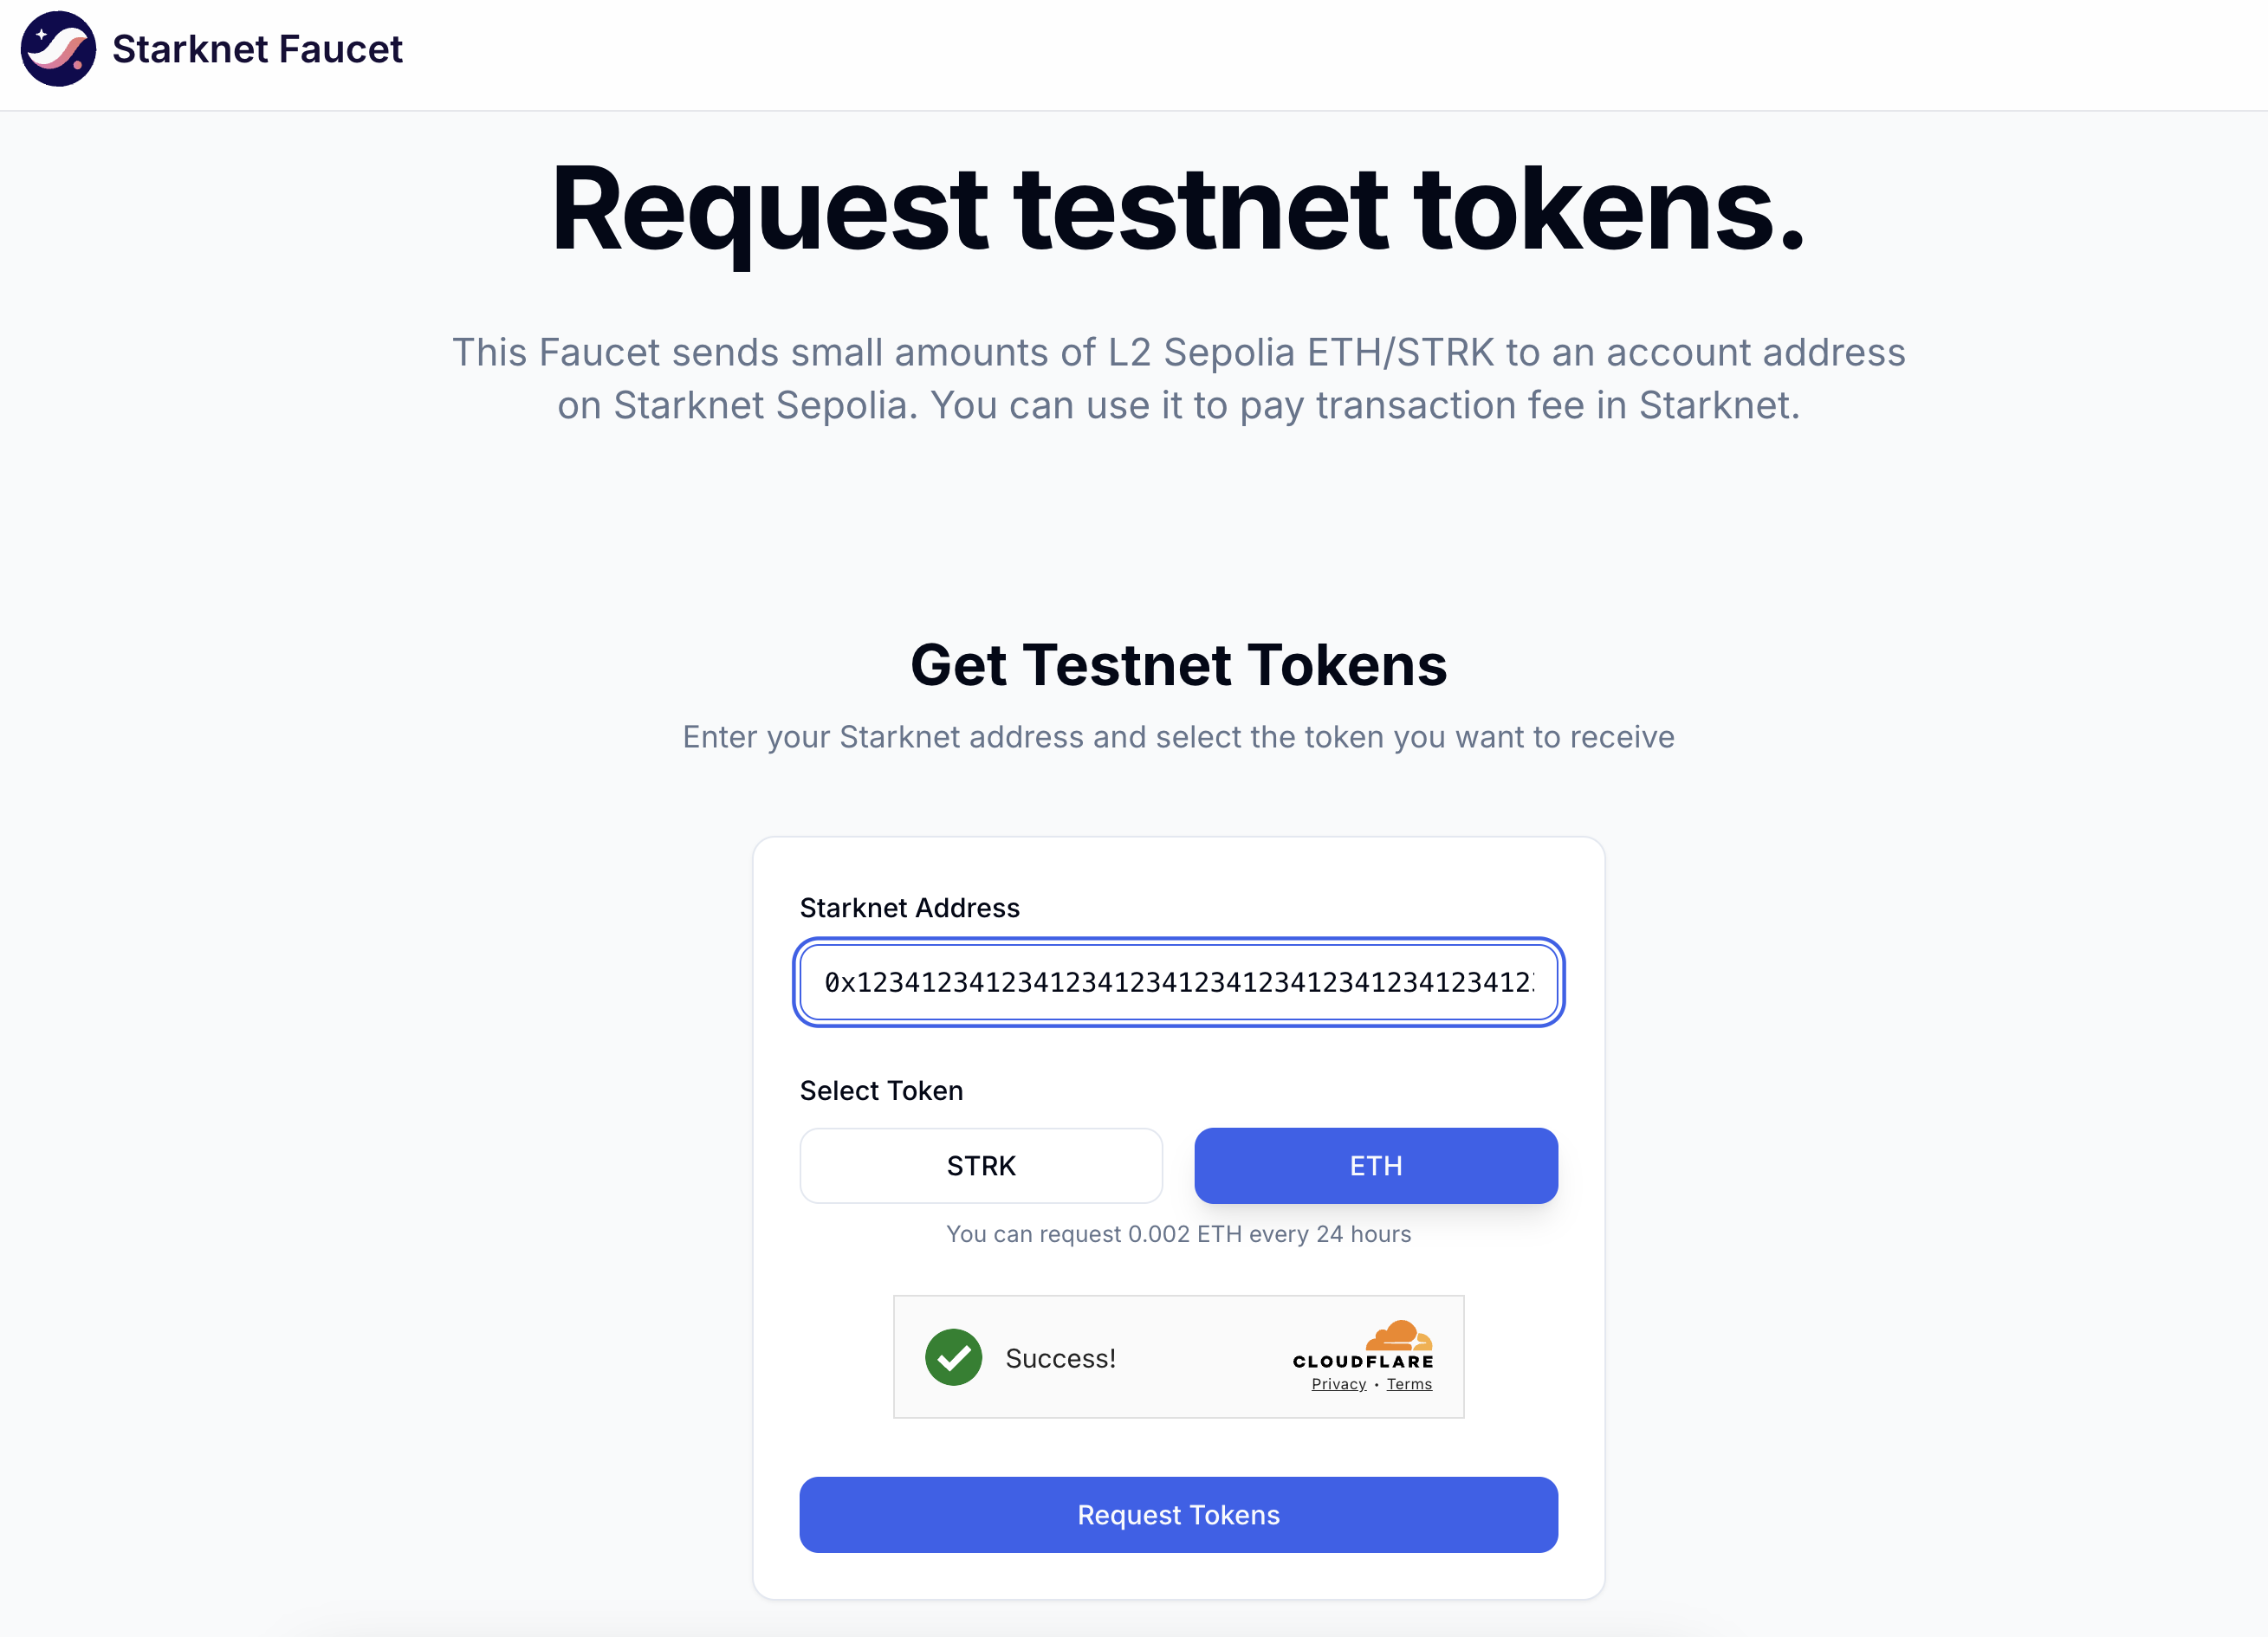 Starknet Faucet
Request testnet tokens.
This Faucet sends small amounts of L2 Sepolia ETH/STRK to an account address
on Starknet Sepolia. You can use it to pay transaction fee in Starknet.
Get Testnet Tokens
Enter your Starknet address and select the token you want to receive
Starknet Address
0x123412341234123412341234123412341234123412
Select Token
STRK
ETH
You can request 0.002 ETH every 24 hours
Success!
CLOUDFLARE
Privacy • Terms
Request Tokens